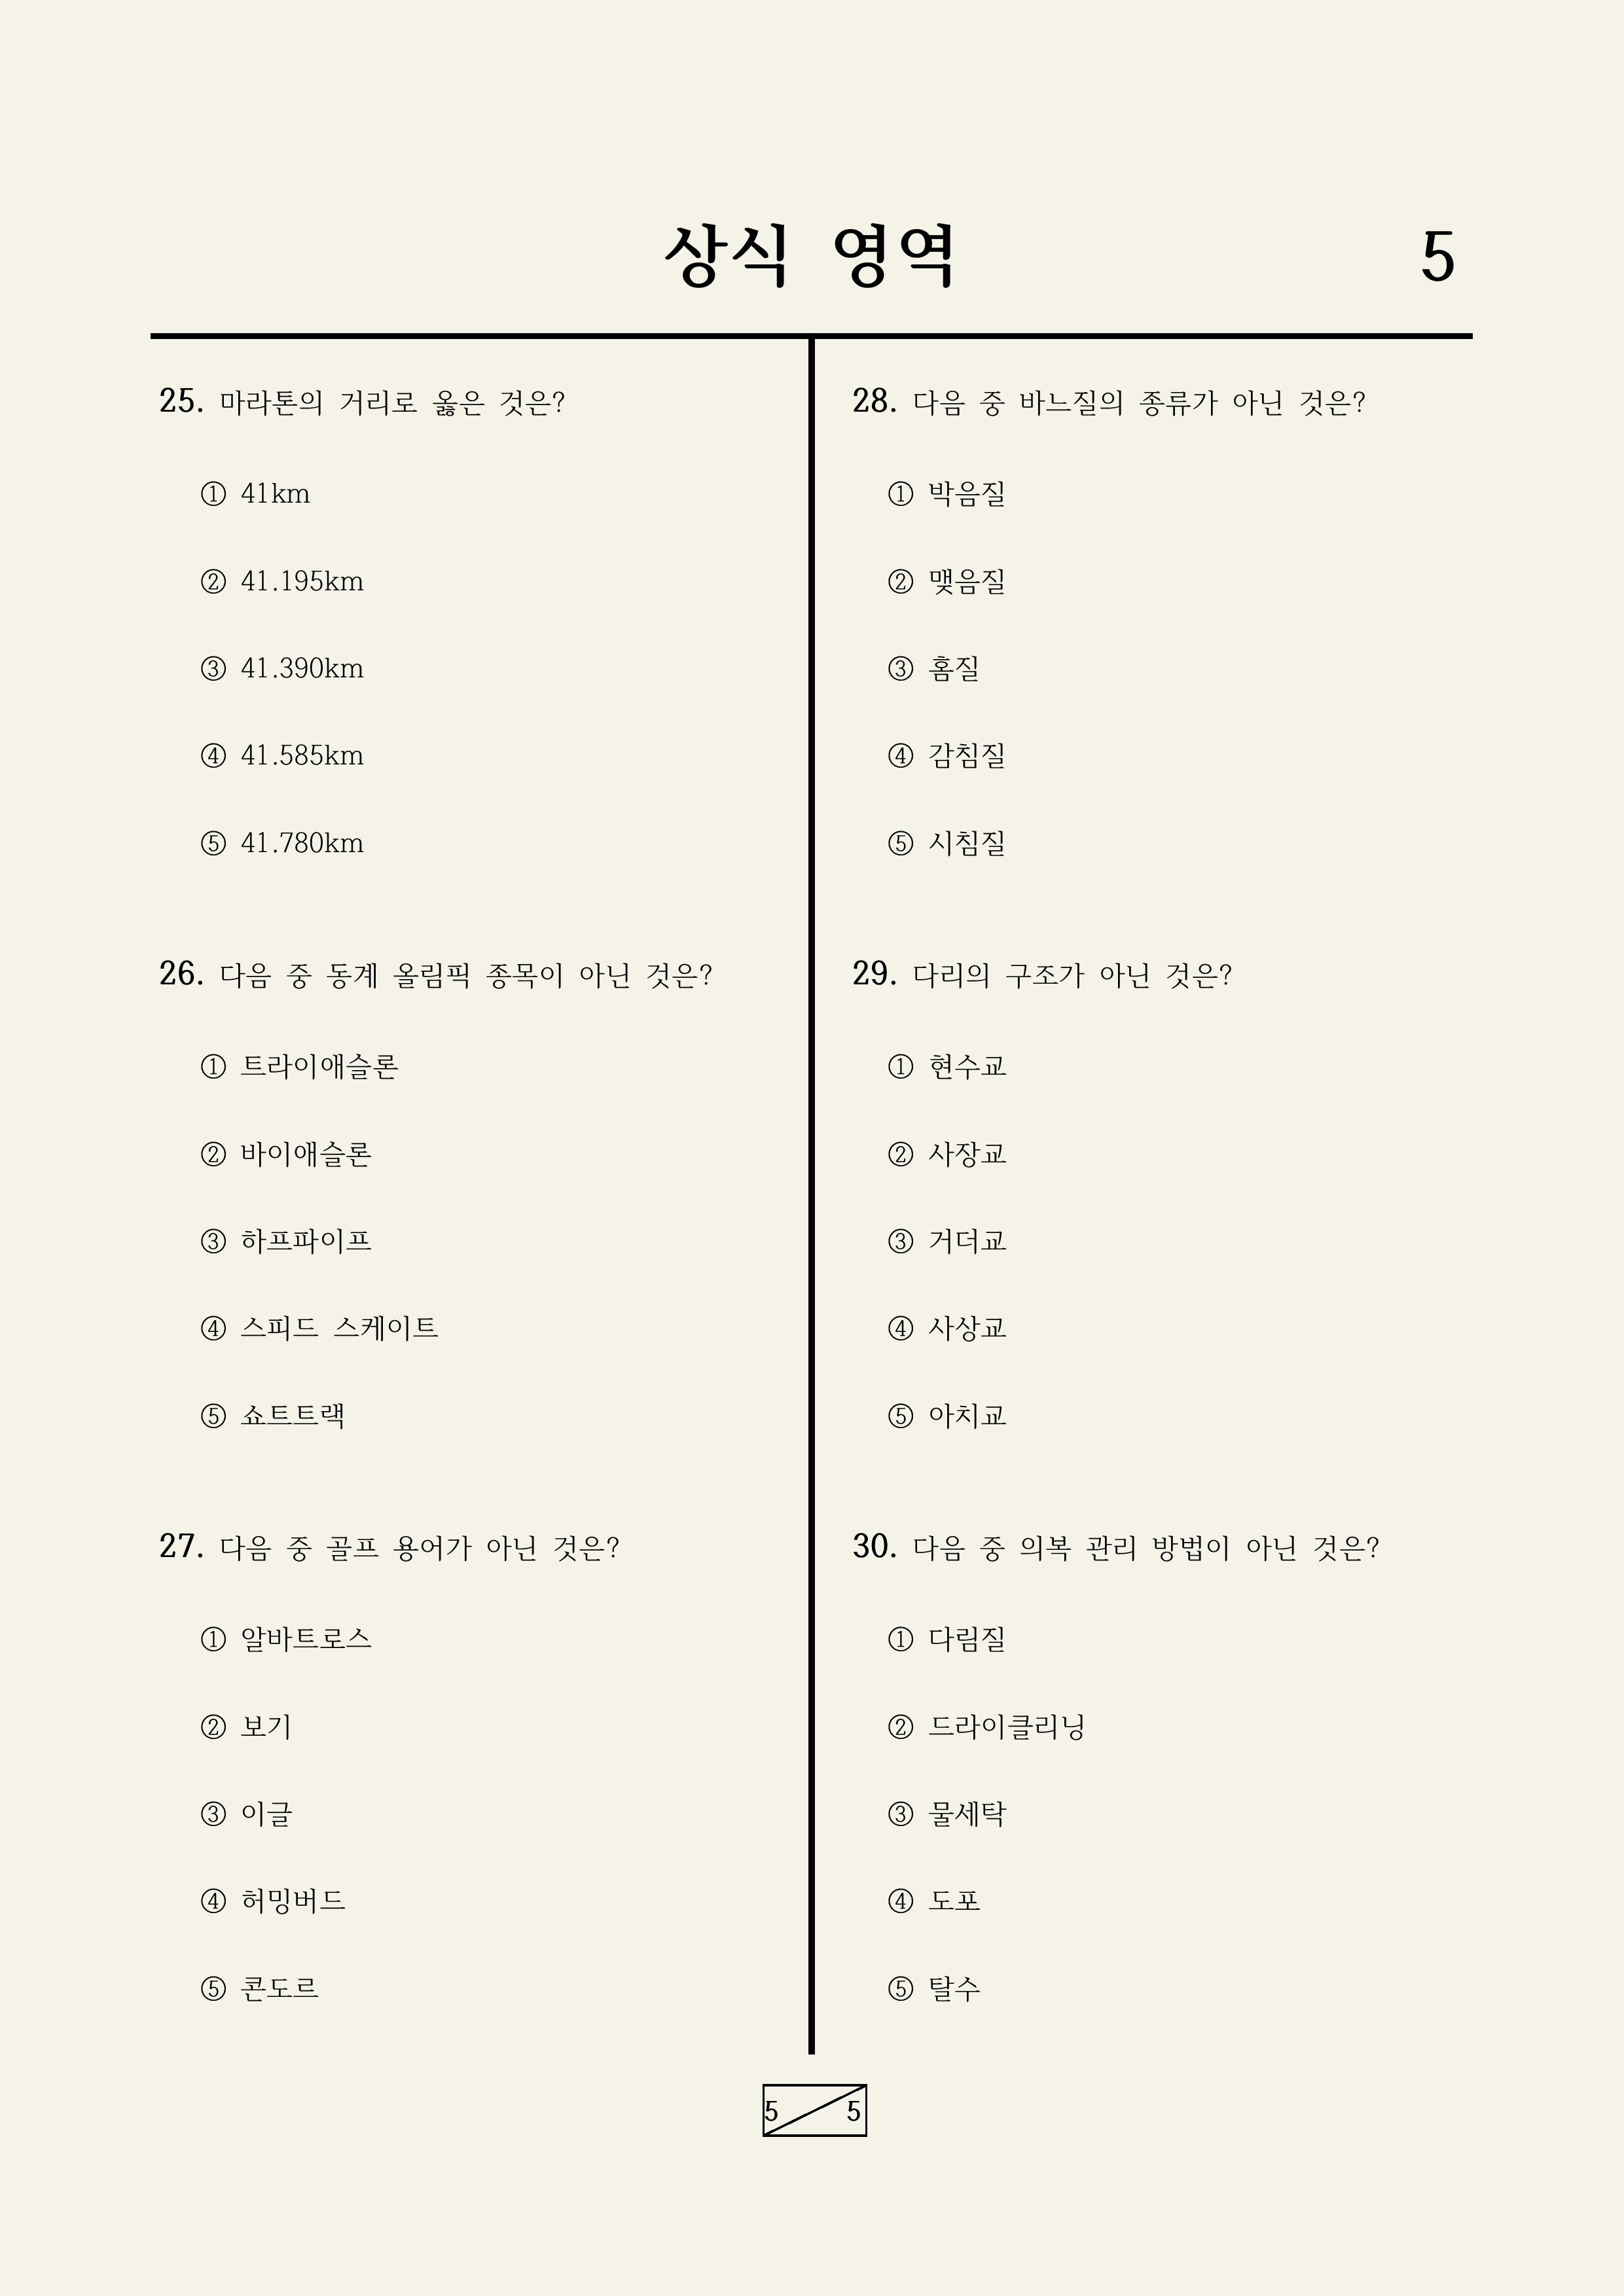 상식 영역
5
25. 마라톤의 거리로 옳은 것은?
① 41km
② 41.195km
③ 41.390km
④ 41.585km
⑤ 41.780km
26. 다음 중 동계 올림픽 종목이 아닌 것은?
① 트라이애슬론
② 바이애슬론
③ 하프파이프
④ 스피드 스케이트
⑤ 쇼트트랙
27. 다음 중 골프 용어가 아닌 것은?
① 알바트로스
② 보기
③ 이글
④ 허밍버드
⑤ 콘도르
28. 다음 중 바느질의 종류가 아닌 것은?
① 박음질
② 맺음질
③ 홈질
④ 감침질
⑤ 시침질
29. 다리의 구조가 아닌 것은?
① 현수교
② 사장교
③ 거더교
④ 사상교
⑤ 아치교
30. 다음 중 의복 관리 방법이 아닌 것은?
① 다림질
② 드라이클리닝
③ 물세탁
④ 도포
⑤ 탈수
5 5